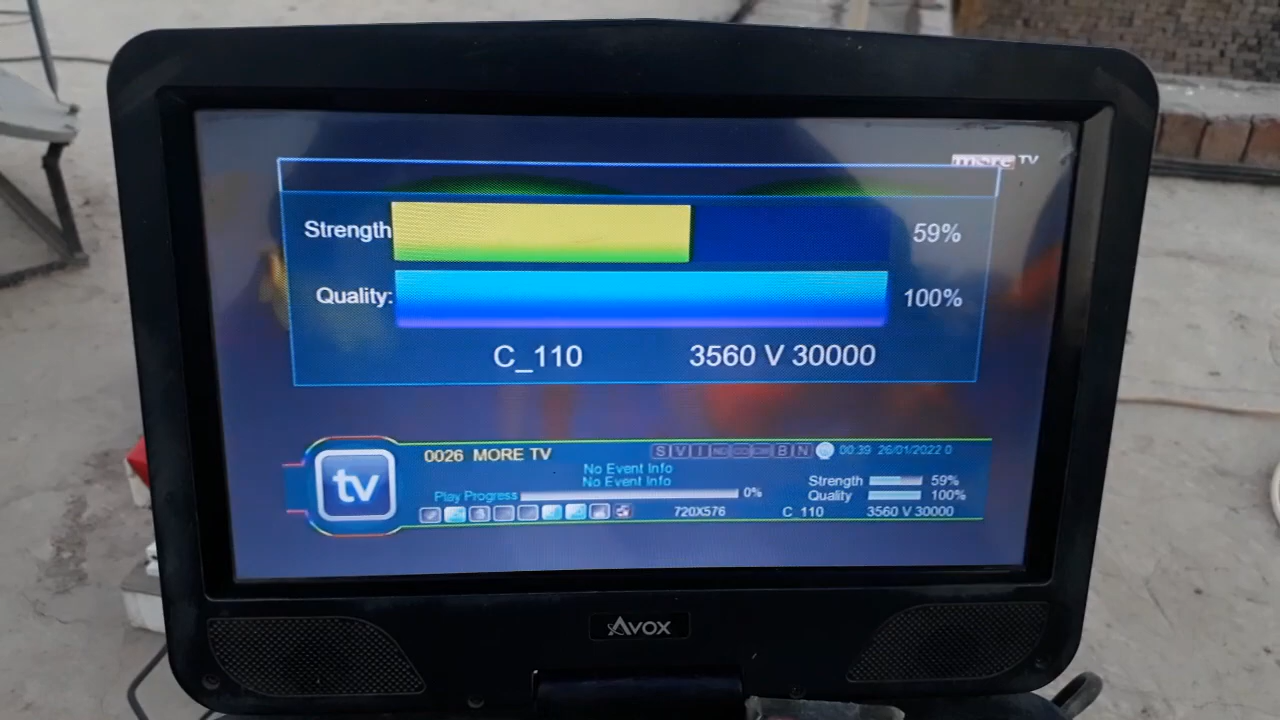 more TV
Strength 59%
Quality: 100%
C_110 3560 V 30000
0026 MORE TV S V I B N 00:39 26/01/2022 0
No Event Info
No Event Info
Strength 59%
Play Progress 0% Quality 100%
720X576 C_110 3560 V 30000
tv
AVOX